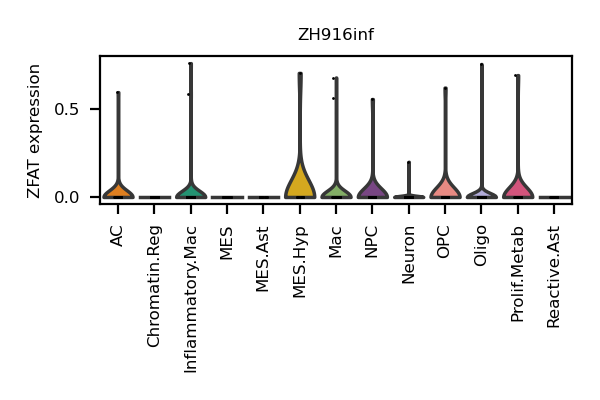 ZH916inf
ZFAT expression
0.5
0.0
AC
Chromatin.Reg
Inflammatory.Mac
MES
MES.Ast
MES.Hyp
Mac
NPC
Neuron
OPC
Oligo
Prolif.Metab
Reactive.Ast